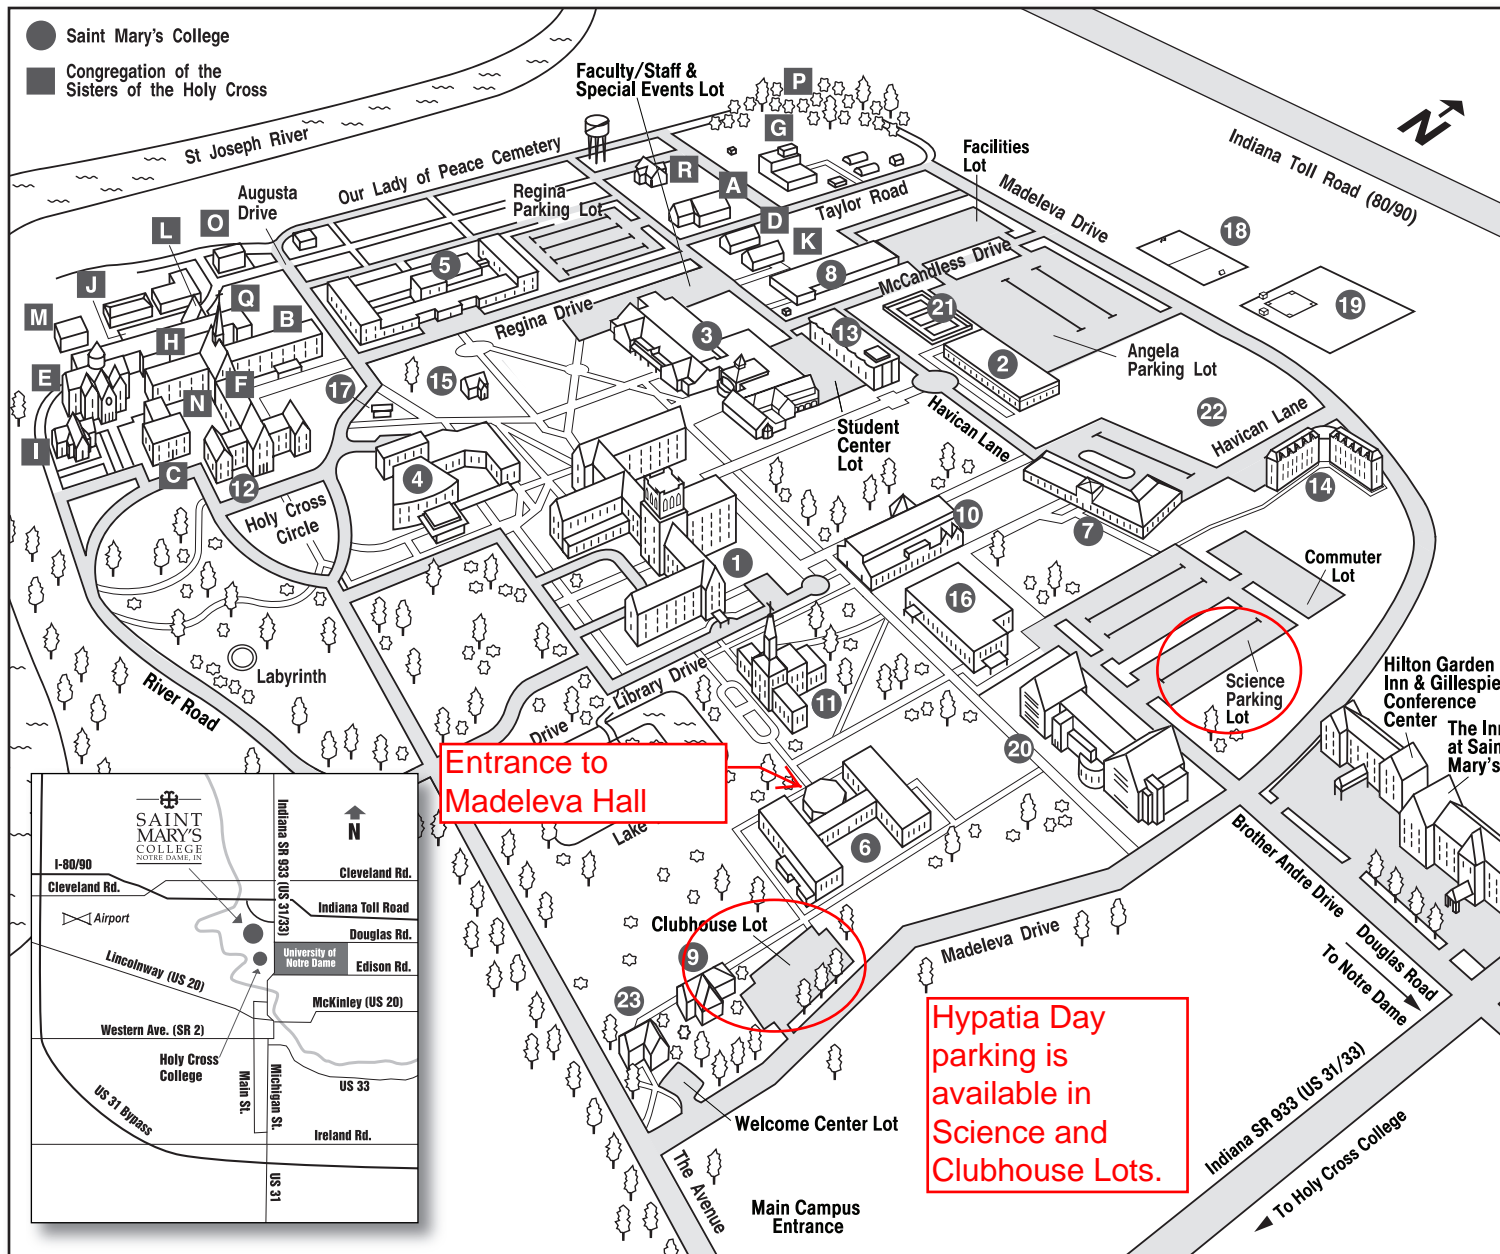 Saint Mary's College
Congregation of the
Sisters of the Holy Cross
St Joseph River
Faculty/Staff &
Special Events Lot
P
G
N
Indiana Toll Road (80/90)
Our Lady of Peace Cemetery
Facilities
Lot
Augusta
Drive
Regina
Parking Lot
R
A
D
K
Taylor Road
Madeleva Drive
McCandless Drive
18
19
L
O
J
Q
M
B
H
E
F
N
I
C
12
5
Regina Drive
8
21
3
13
2
Angela
Parking Lot
22
Havican Lane
15
17
4
Student
Center
Lot
Havican Lane
14
7
10
Holy Cross
Circle
1
16
Commuter
Lot
Labyrinth
River Road
Library Drive
Drive
Lake
11
20
Science
Parking
Lot
Hilton Garden
Inn & Gillespie
Conference
Center
The Inn
at Saint
Mary's
Entrance to
Madeleva Hall
6
Clubhouse Lot
9
23
Madeleva Drive
Brother Andre Drive
Douglas Road
To Notre Dame
Hypatia Day
parking is
available in
Science and
Clubhouse Lots.
Welcome Center Lot
The Avenue
Main Campus
Entrance
Indiana SR 933 (US 31/33)
To Holy Cross College
SAINT
MARY'S
COLLEGE
NOTRE DAME, IN
N
Indiana SR 933 (US 31/33)
I-80/90
Cleveland Rd.
Cleveland Rd.
Indiana Toll Road
Airport
Douglas Rd.
University of
Notre Dame
Edison Rd.
Lincolnway (US 20)
McKinley (US 20)
Western Ave. (SR 2)
Holy Cross
College
US 33
Main St.
Michigan St.
US 31 Bypass
Ireland Rd.
US 31